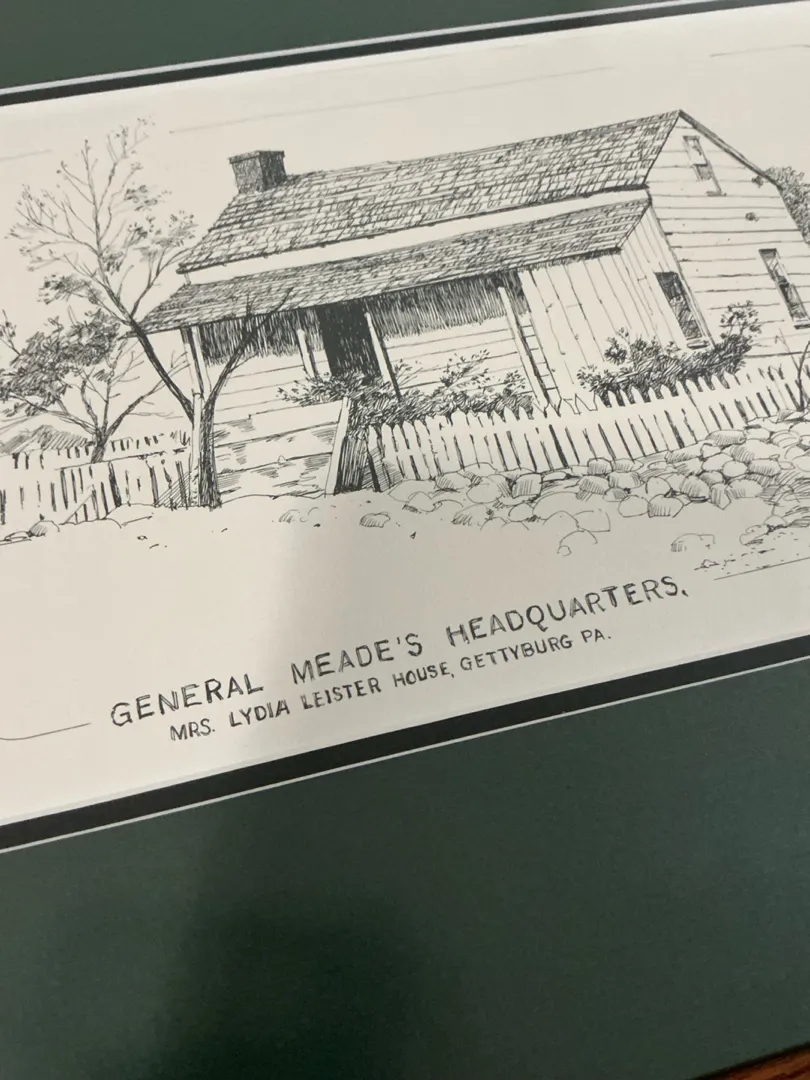 GENERAL MEADE'S HEADQUARTERS.
MRS. LYDIA LEISTER HOUSE, GETTYBURG PA.